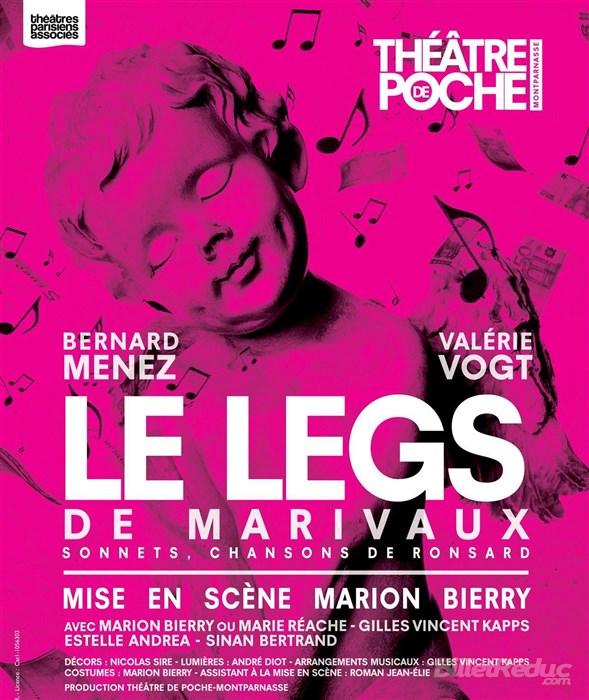 théâtres
parisiens
associés
THÉÂTRE
DE
POCHE
MONTPARNASSE
BERNARD
MENEZ
VALÉRIE
VOGT
LE LEGS
DE MARIVAUX
SONNETS, CHANSONS DE RONSARD
MISE EN SCÈNE MARION BIERRY
AVEC MARION BIERRY OU MARIE RÉACHE - GILLES VINCENT KAPPS
ESTELLE ANDREA - SINAN BERTRAND
DÉCORS : NICOLAS SIRE - LUMIÈRES : ANDRÉ DIOT - ARRANGEMENTS MUSICAUX : GILLES VINCENT KAPPS
COSTUMES : MARION BIERRY - ASSISTANT À LA MISE EN SCÈNE : ROMAN JEAN-ÉLIE
PRODUCTION THÉÂTRE DE POCHE-MONTPARNASSE
BilletReduc
.com